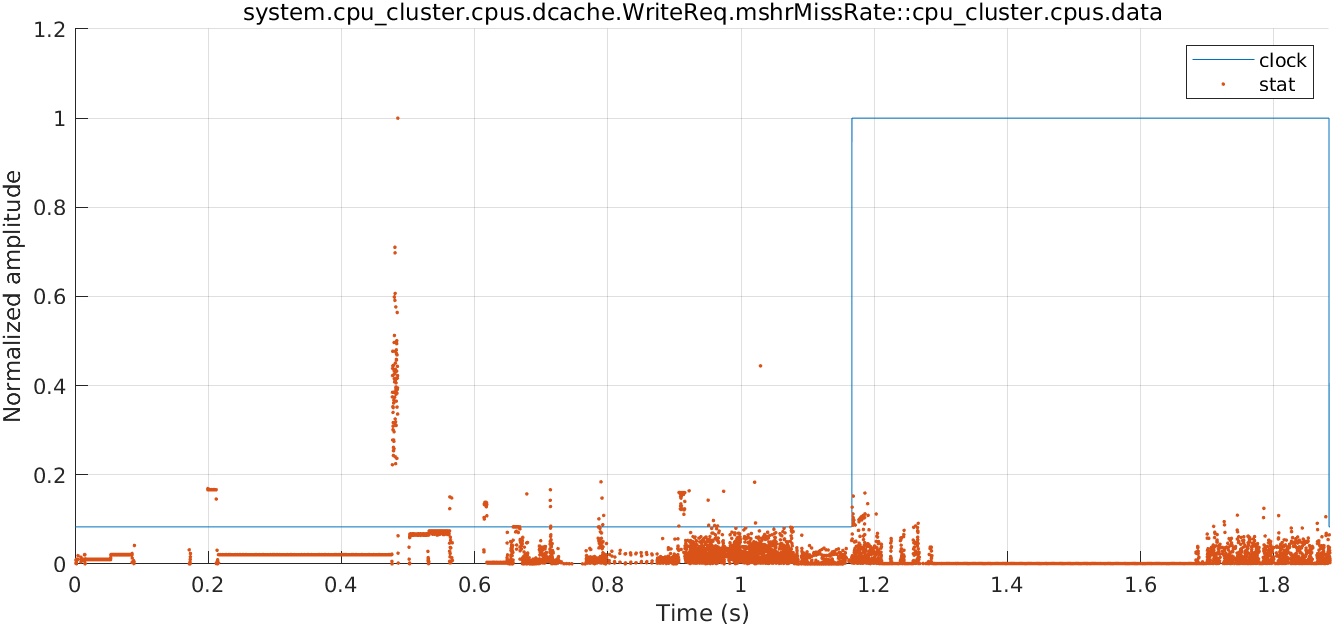 system.cpu_cluster.cpus.dcache.WriteReq.mshrMissRate::cpu_cluster.cpus.data
1.2
1
0.8
0.6
0.4
0.2
0
Normalized amplitude
clock
stat
0 0.2 0.4 0.6 0.8 1 1.2 1.4 1.6 1.8
Time (s)